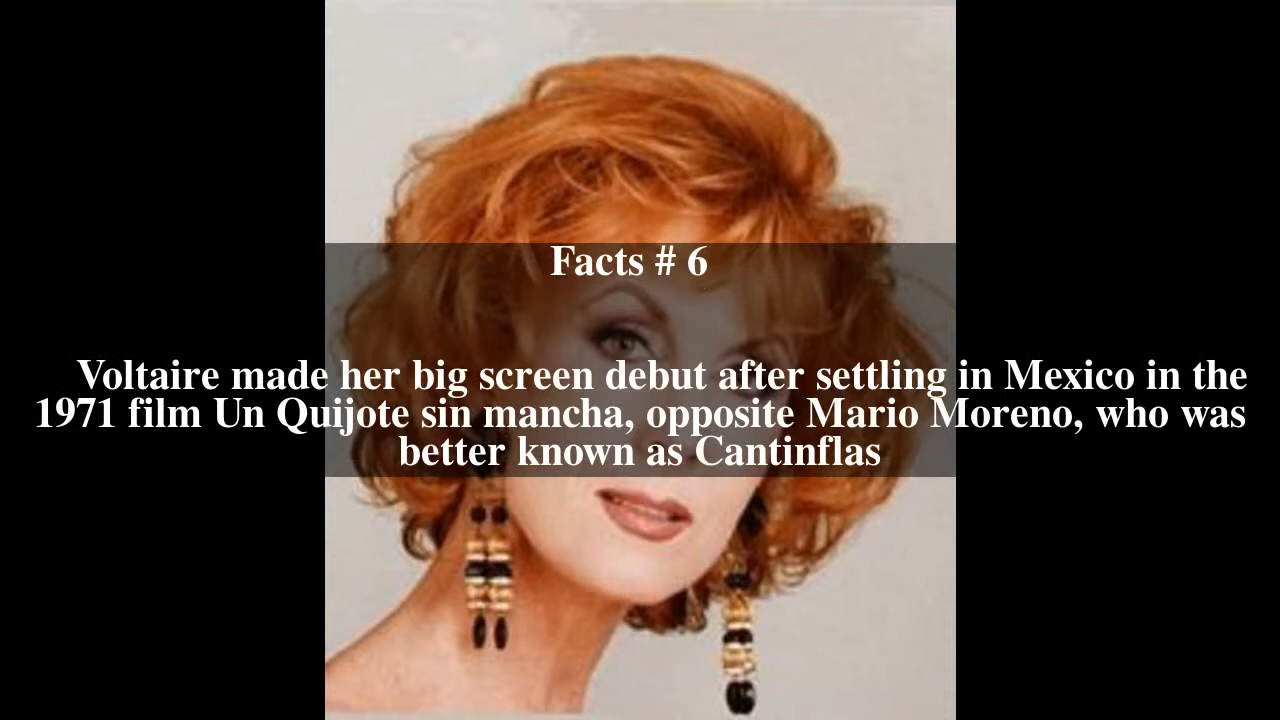 Facts # 6
Voltaire made her big screen debut after settling in Mexico in the
1971 film Un Quijote sin mancha, opposite Mario Moreno, who was
better known as Cantinflas